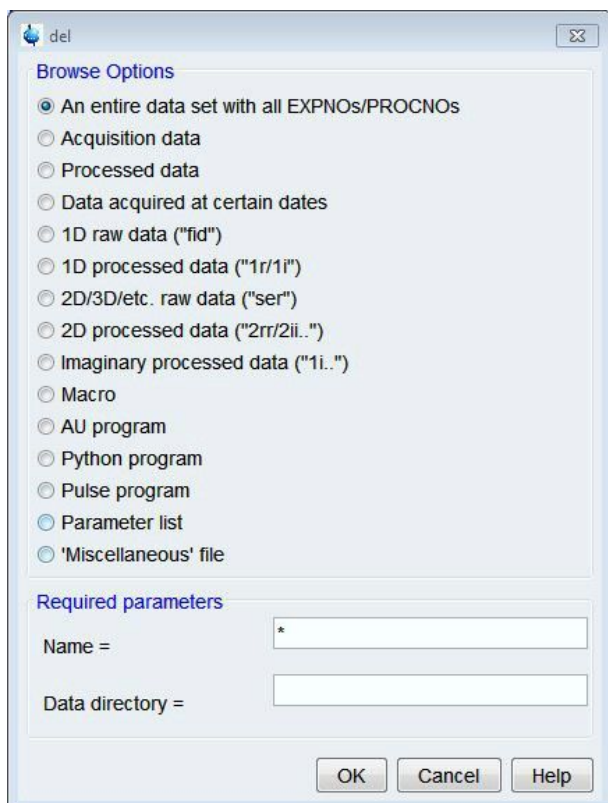 del
Browse Options
An entire data set with all EXPNOs/PROCNOs
Acquisition data
Processed data
Data acquired at certain dates
1D raw data ("fid")
1D processed data ("1r/1i")
2D/3D/etc. raw data ("ser")
2D processed data ("2rr/2ii..")
Imaginary processed data ("1i..")
Macro
AU program
Python program
Pulse program
Parameter list
'Miscellaneous' file
Required parameters
Name = *
Data directory =
OK Cancel Help